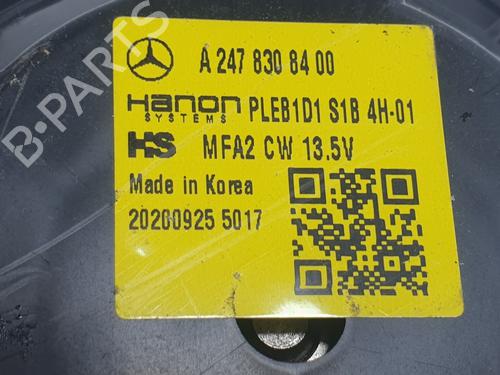 A 247 830 84 00
Hanon
SYSTEMS
PLEB1D1 S1B 4H-01
HS MFA2 CW 13.5V
Made in Korea
20200925 5017
B-Parts